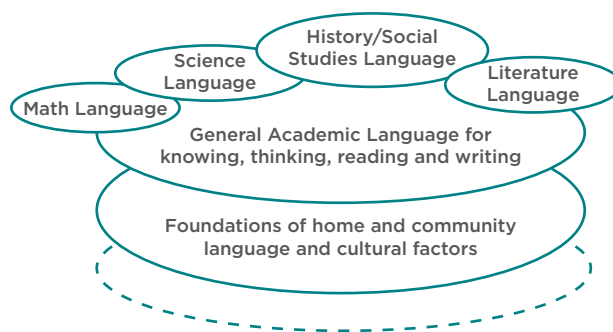 History/Social
Studies Language
Science
Language
Literature
Language
Math Language
General Academic Language for
knowing, thinking, reading and writing
Foundations of home and community
language and cultural factors